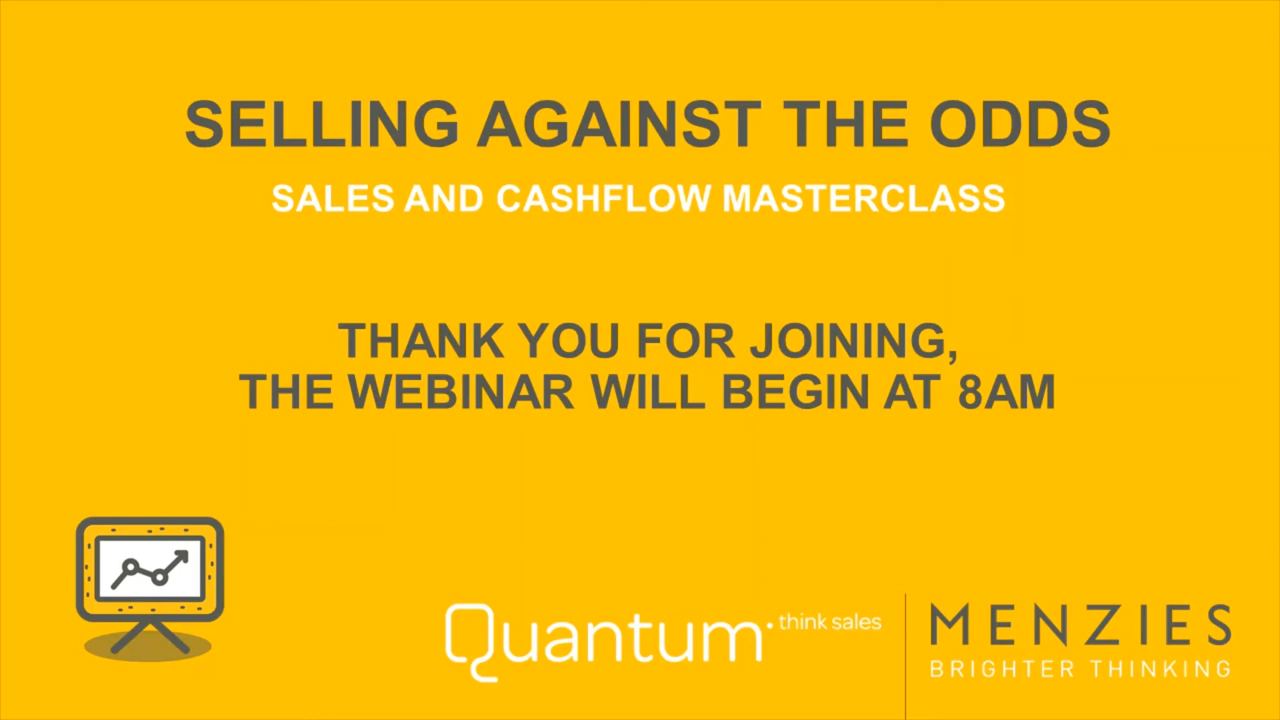 SELLING AGAINST THE ODDS
SALES AND CASHFLOW MASTERCLASS
THANK YOU FOR JOINING,
THE WEBINAR WILL BEGIN AT 8AM
Quantum think sales
MENZIES
BRIGHTER THINKING